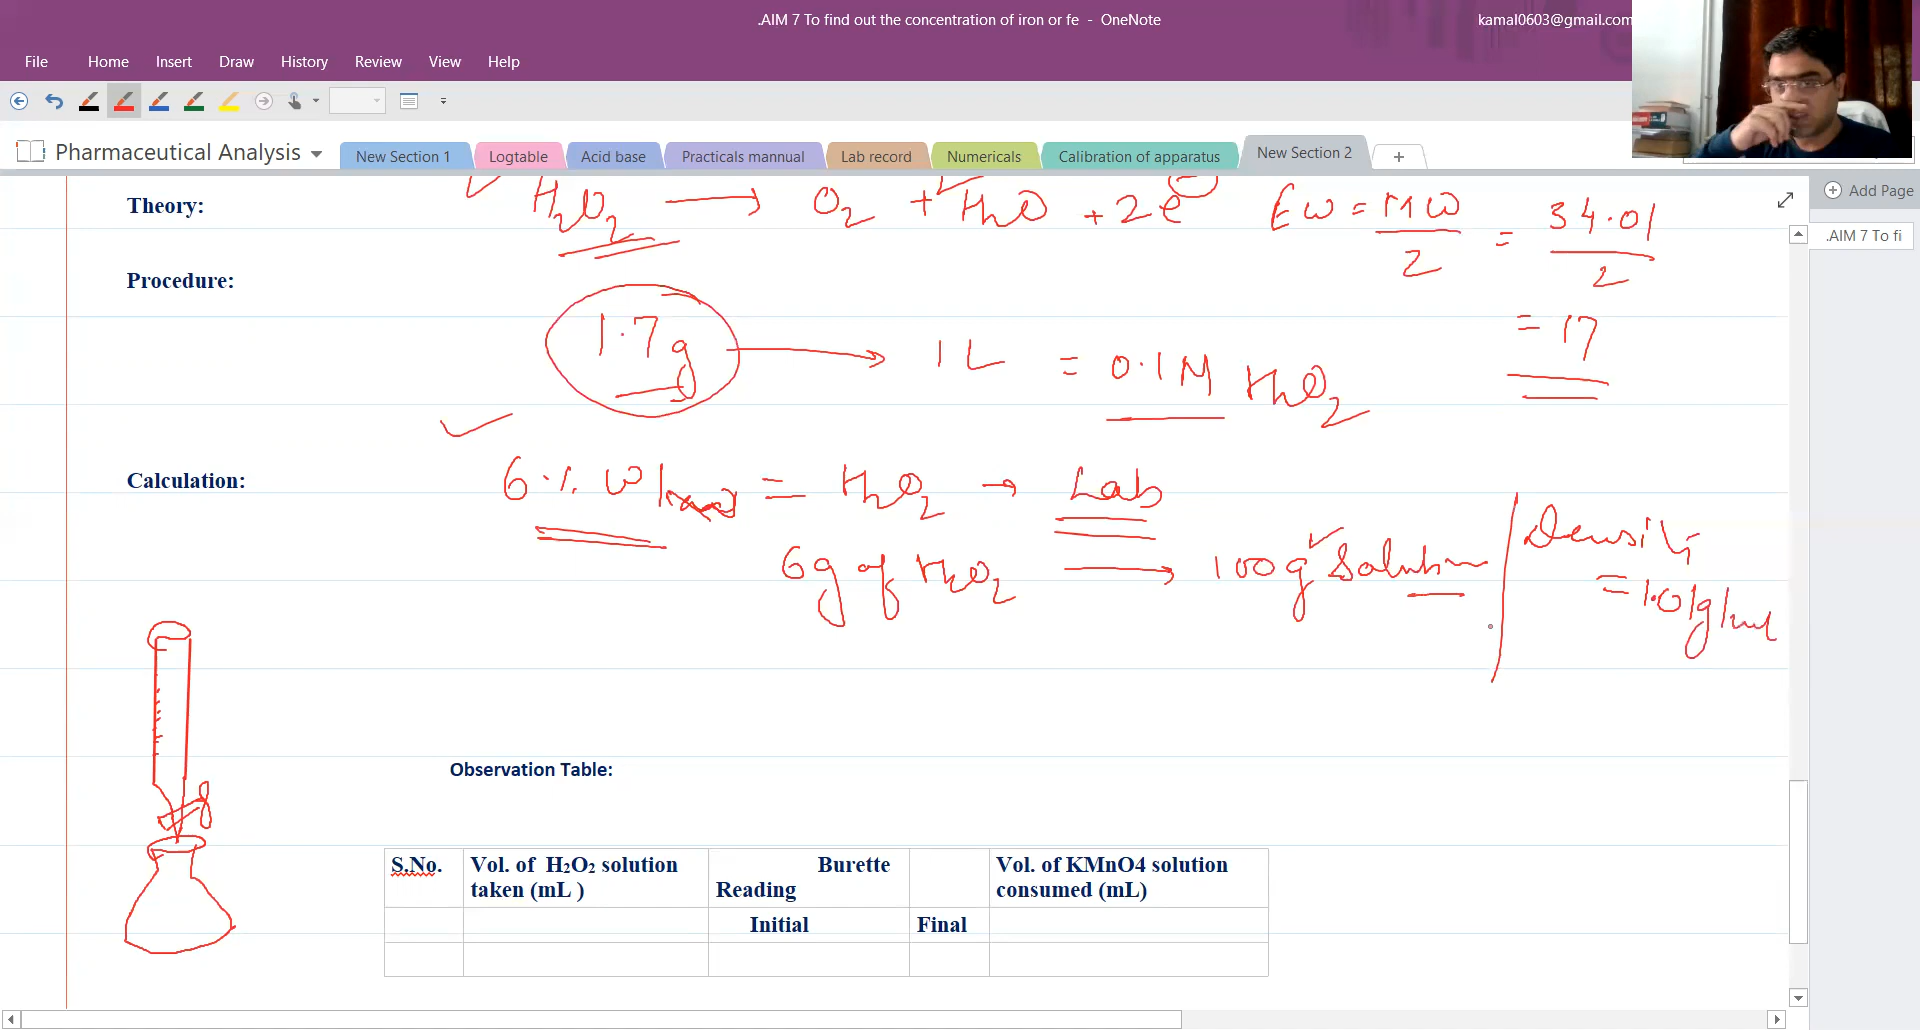 .AIM 7 To find out the concentration of iron or fe - OneNote
kamal0603@gmail.com
File Home Insert Draw History Review View Help
Pharmaceutical Analysis
New Section 1 Logtable Acid base Practicals mannual Lab record Numericals Calibration of apparatus New Section 2 +
Add Page
.AIM 7 To fi
Theory:
H2O2 → O2 + H2O + 2e⊖ EW = MW/2 = 34.01/2
= 17
Procedure:
1.7g → 1L = 0.1N H2O2
Calculation:
6% W/ = H2O2 → Lab
6g of H2O2 → 100g Solution
Density
= 1.01g/ml
Observation Table:
S.No. Vol. of H2O2 solution taken (mL ) Burette Reading Vol. of KMnO4 solution consumed (mL)
Initial Final